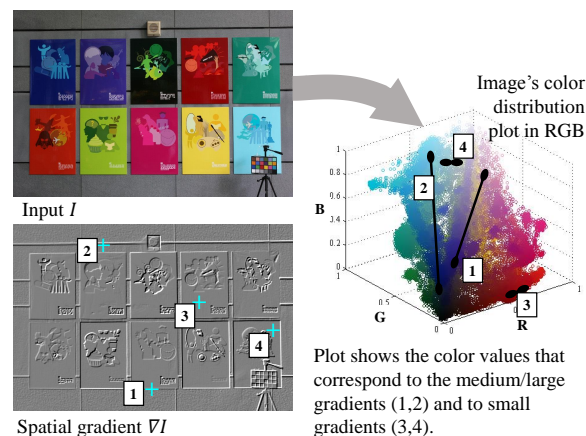 Input I
2
3
4
1
Spatial gradient ∇I
Image's color
distribution
plot in RGB
1
0.8
0.6
0.4
0.2
0
B
1
0.5
0
G
0
R
1
4
2
1
3
Plot shows the color values that
correspond to the medium/large
gradients (1,2) and to small
gradients (3,4).